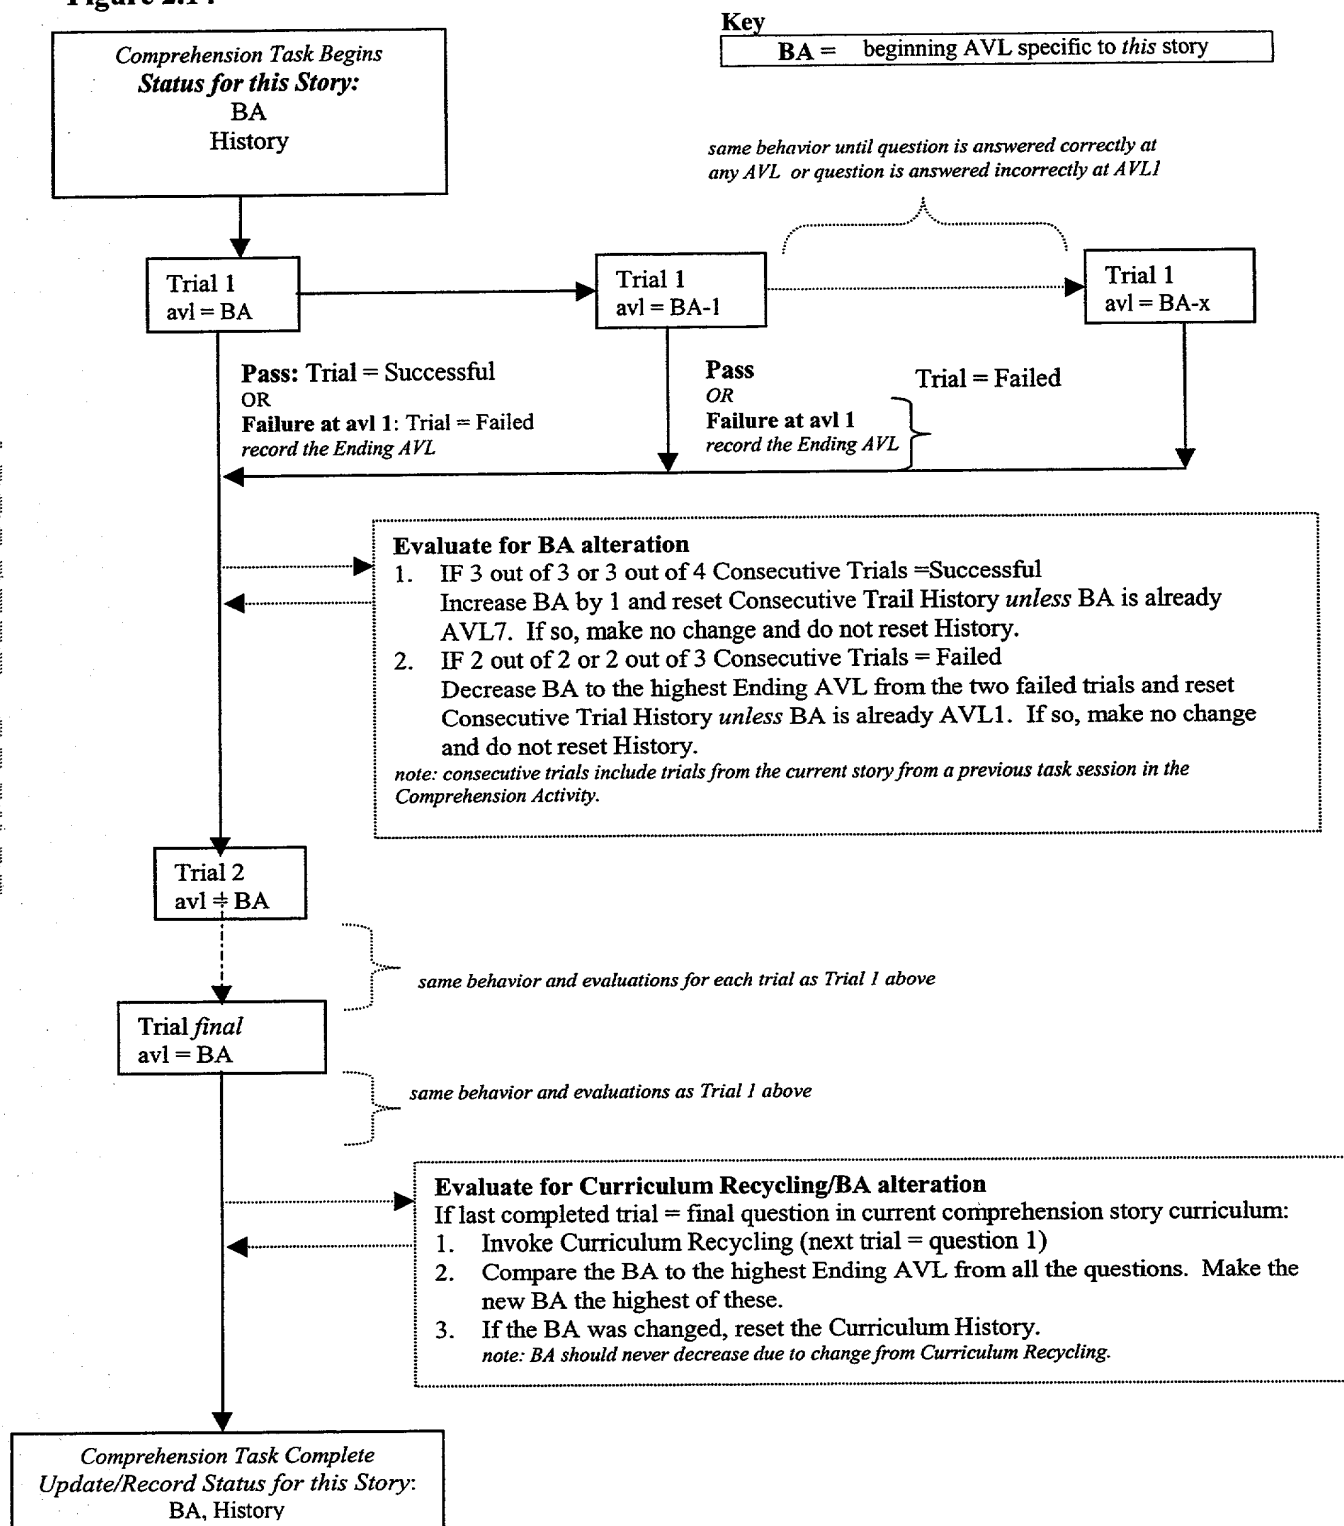 Key
BA = beginning AVL specific to this story
Comprehension Task Begins
Status for this Story:
BA
History
same behavior until question is answered correctly at
any AVL or question is answered incorrectly at AVL1
Trial 1
avl = BA
Trial 1
avl = BA-1
Trial 1
avl = BA-x
Pass: Trial = Successful
OR
Failure at avl 1: Trial = Failed
record the Ending AVL
Pass
OR
Failure at avl 1
record the Ending AVL
Trial = Failed
Evaluate for BA alteration
1. IF 3 out of 3 or 3 out of 4 Consecutive Trials =Successful
Increase BA by 1 and reset Consecutive Trail History unless BA is already
AVL7. If so, make no change and do not reset History.
2. IF 2 out of 2 or 2 out of 3 Consecutive Trials = Failed
Decrease BA to the highest Ending AVL from the two failed trials and reset
Consecutive Trial History unless BA is already AVL1. If so, make no change
and do not reset History.
note: consecutive trials include trials from the current story from a previous task session in the
Comprehension Activity.
Trial 2
avl = BA
same behavior and evaluations for each trial as Trial 1 above
Trial final
avl = BA
same behavior and evaluations as Trial 1 above
Evaluate for Curriculum Recycling/BA alteration
If last completed trial = final question in current comprehension story curriculum:
1. Invoke Curriculum Recycling (next trial = question 1)
2. Compare the BA to the highest Ending AVL from all the questions. Make the
new BA the highest of these.
3. If the BA was changed, reset the Curriculum History.
note: BA should never decrease due to change from Curriculum Recycling.
Comprehension Task Complete
Update/Record Status for this Story:
BA, History